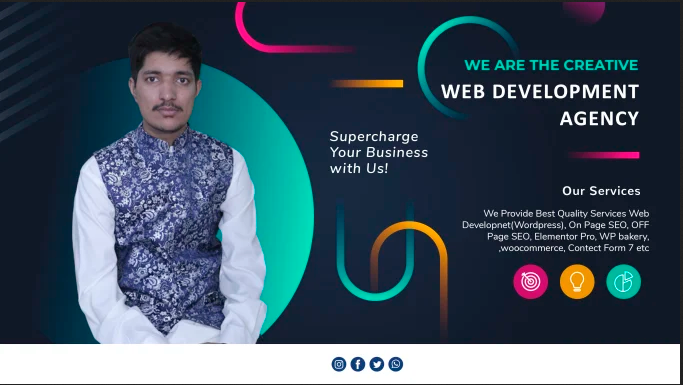 WE ARE THE CREATIVE
WEB DEVELOPMENT
AGENCY
Supercharge
Your Business
with Us!
Our Services
We Provide Best Quality Services Web
Developnet(Wordpress), On Page SEO, OFF
Page SEO, Elementor Pro, WP bakery,
,woocommerce, Contect Form 7 etc